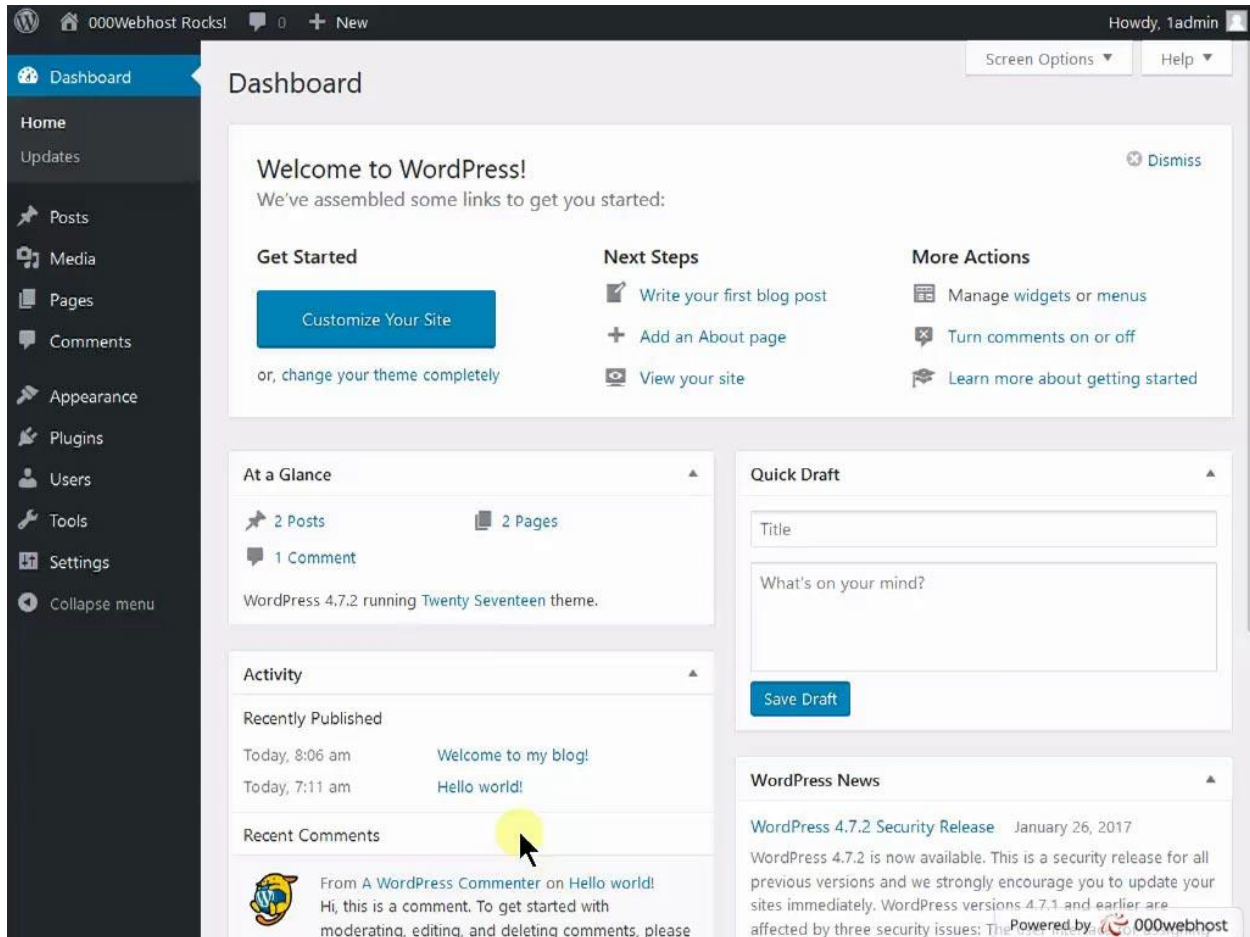 000Webhost Rocks! 0 + New
Howdy, 1admin
Dashboard
Home
Updates
Posts
Media
Pages
Comments
Appearance
Plugins
Users
Tools
Settings
Collapse menu
Screen Options ▼ Help ▼
Dashboard
Welcome to WordPress!
We've assembled some links to get you started:
Dismiss
Get Started
Customize Your Site
or, change your theme completely
Next Steps
Write your first blog post
Add an About page
View your site
More Actions
Manage widgets or menus
Turn comments on or off
Learn more about getting started
At a Glance
2 Posts
2 Pages
1 Comment
WordPress 4.7.2 running Twenty Seventeen theme.
Activity
Recently Published
Today, 8:06 am Welcome to my blog!
Today, 7:11 am Hello world!
Recent Comments
From A WordPress Commenter on Hello world!
Hi, this is a comment. To get started with
moderating, editing, and deleting comments, please
Quick Draft
Title
What's on your mind?
Save Draft
WordPress News
WordPress 4.7.2 Security Release January 26, 2017
WordPress 4.7.2 is now available. This is a security release for all
previous versions and we strongly encourage you to update your
sites immediately. WordPress versions 4.7.1 and earlier are
affected by three security issues: The
Powered by 000webhost